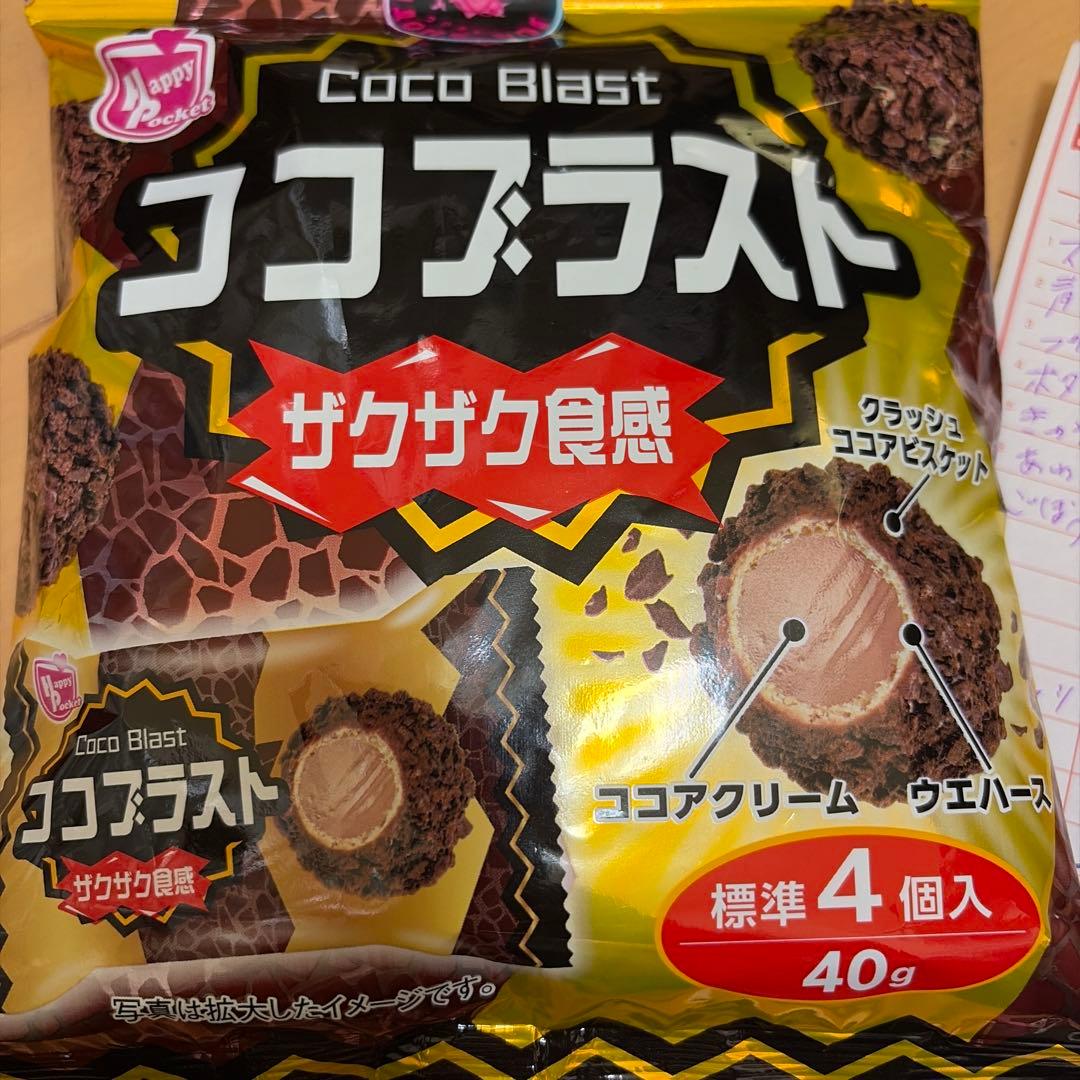 Happy
Pocket
Coco Blast
ココブラスト
ザクザク食感
クラッシュ
ココアビスケット
ココアクリーム
ウエハース
Happy
Pocket
Coco Blast
ココブラスト
ザクザク食感
標準4個入
40g
写真は拡大したイメージです。